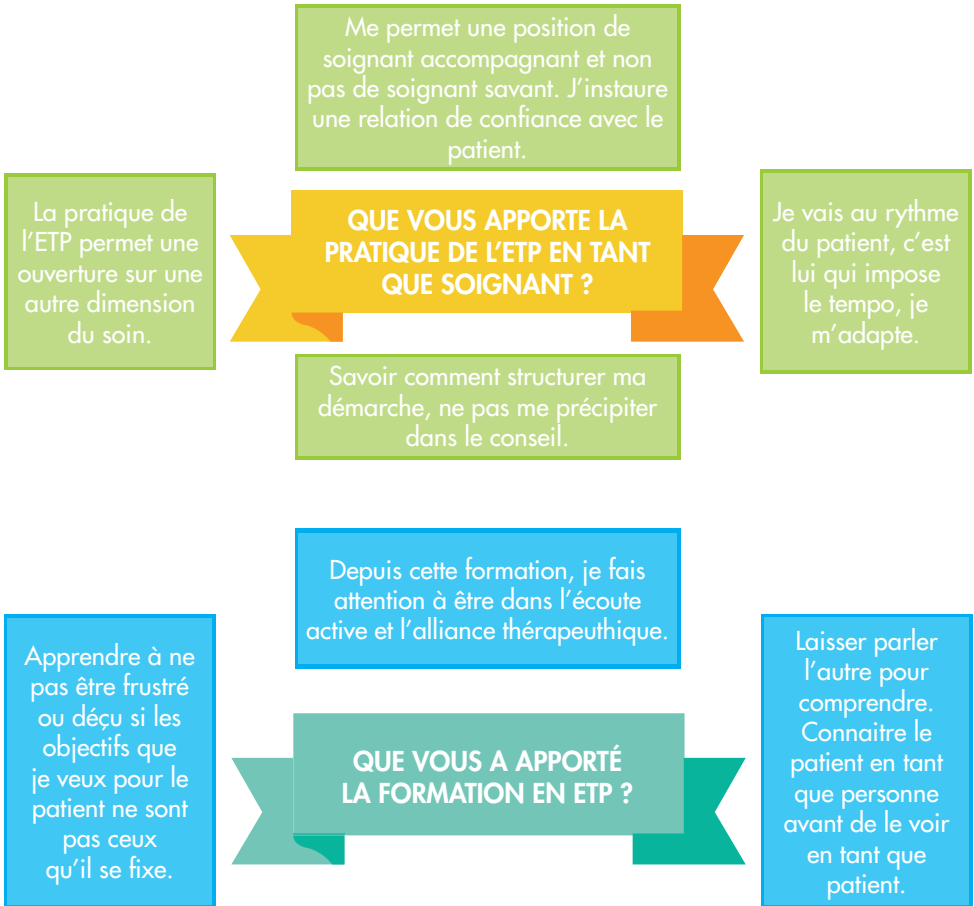 Me permet une position de
soignant accompagnant et non
pas de soignant savant. J’instaure
une relation de confiance avec le
patient.
La pratique de
l’ETP permet une
ouverture sur une
autre dimension
du soin.
QUE VOUS APPORTE LA
PRATIQUE DE L’ETP EN TANT
QUE SOIGNANT ?
Je vais au rythme
du patient, c’est
lui qui impose
le tempo, je
m’adapte.
Savoir comment structurer ma
démarche, ne pas me précipiter
dans le conseil.
Depuis cette formation, je fais
attention à être dans l’écoute
active et l’alliance thérapeuthique.
Apprendre à ne
pas être frustré
ou déçu si les
objectifs que
je veux pour le
patient ne sont
pas ceux
qu’il se fixe.
QUE VOUS A APPORTÉ
LA FORMATION EN ETP ?
Laisser parler
l’autre pour
comprendre.
Connaitre le
patient en tant
que personne
avant de le voir
en tant que
patient.